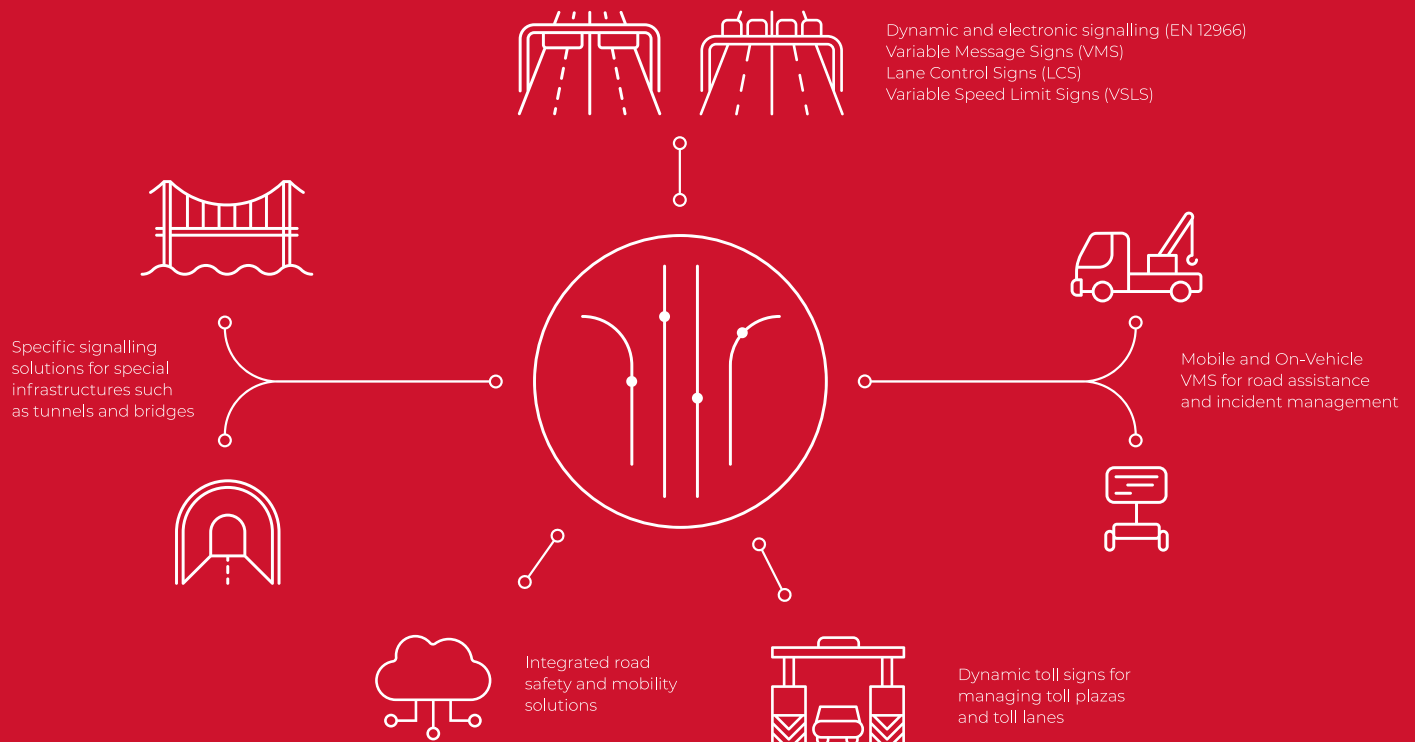 Dynamic and electronic signalling (EN 12966)
Variable Message Signs (VMS)
Lane Control Signs (LCS)
Variable Speed Limit Signs (VSLS)
Specific signalling
solutions for special
infrastructures such
as tunnels and bridges
Mobile and On-Vehicle
VMS for road assistance
and incident management
Integrated road
safety and mobility
solutions
Dynamic toll signs for
managing toll plazas
and toll lanes